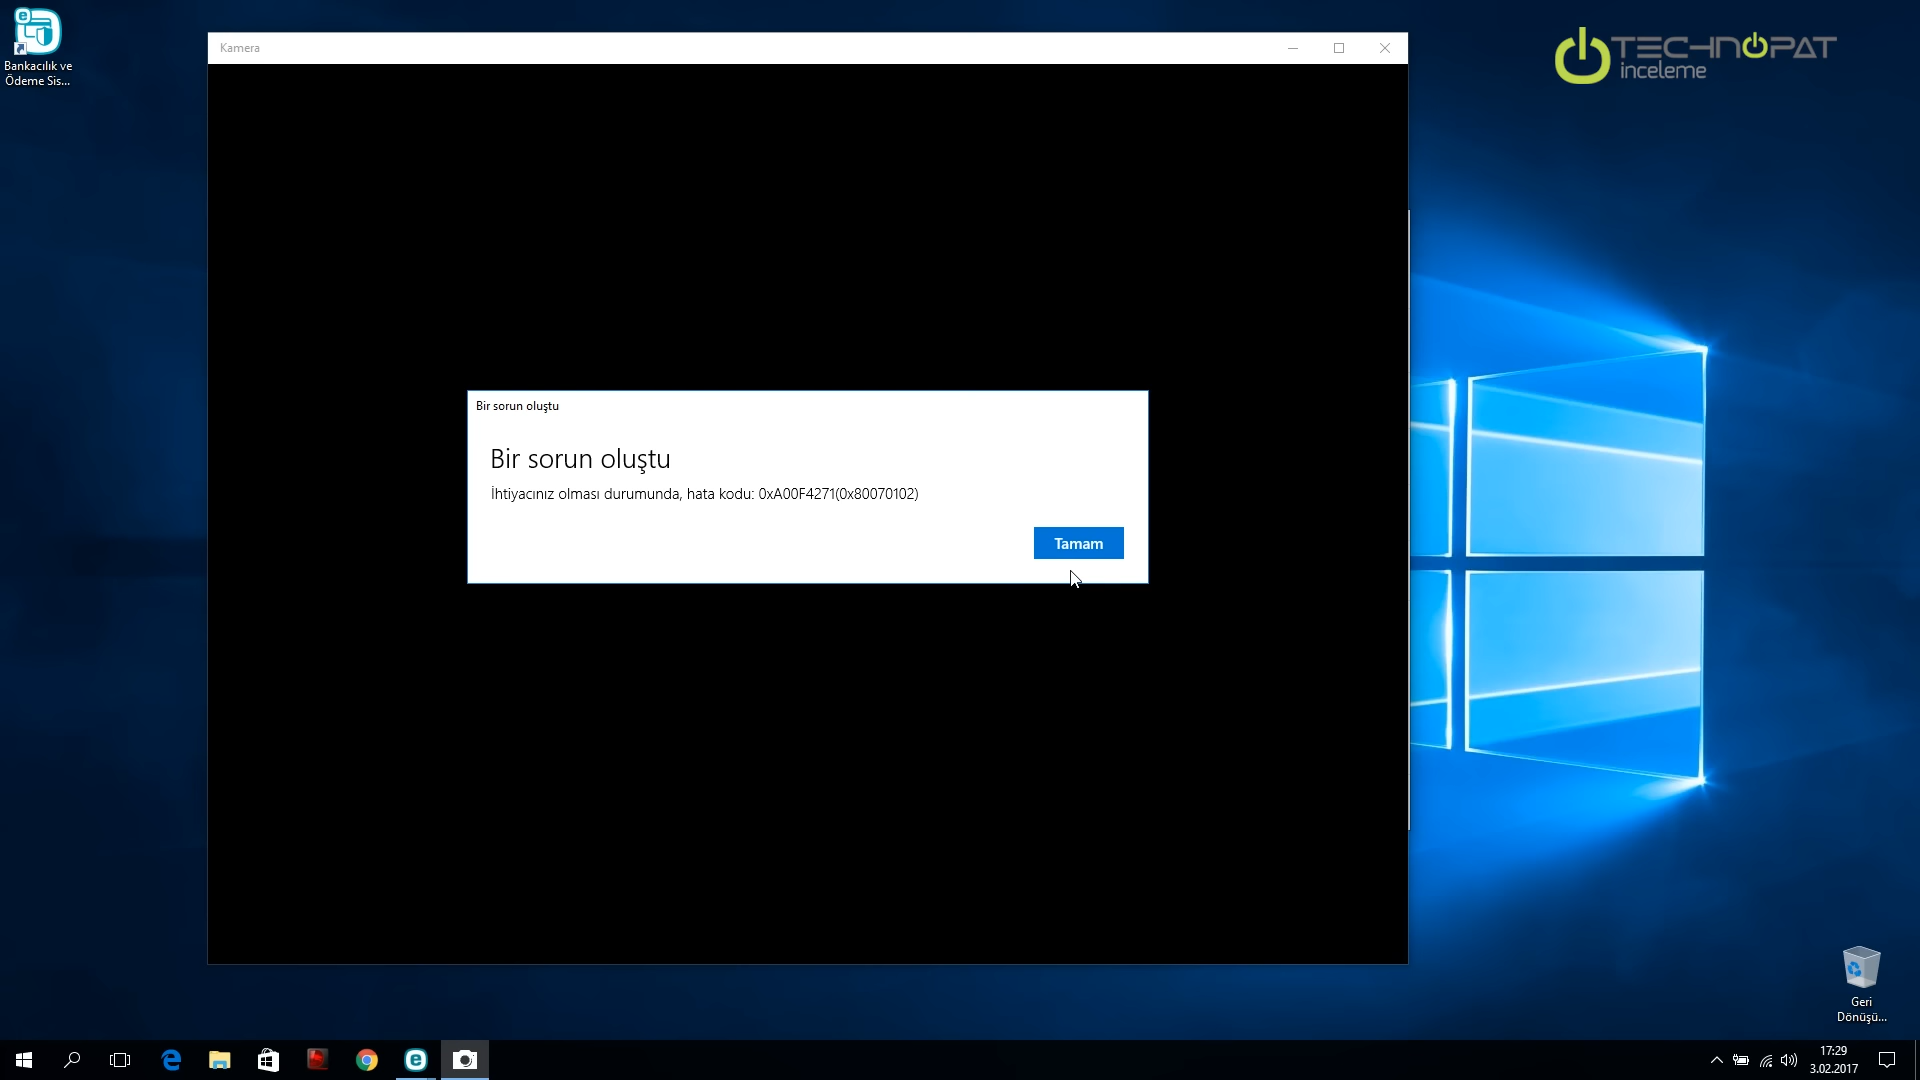 Bankacılık ve
Ödeme Sis...
Kamera
TECHNOPAT
inceleme
Bir sorun oluştu
Bir sorun oluştu
İhtiyacınız olması durumunda, hata kodu: 0xA00F4271(0x80070102)
Tamam
Geri
Dönüşü...
17:29
3.02.2017